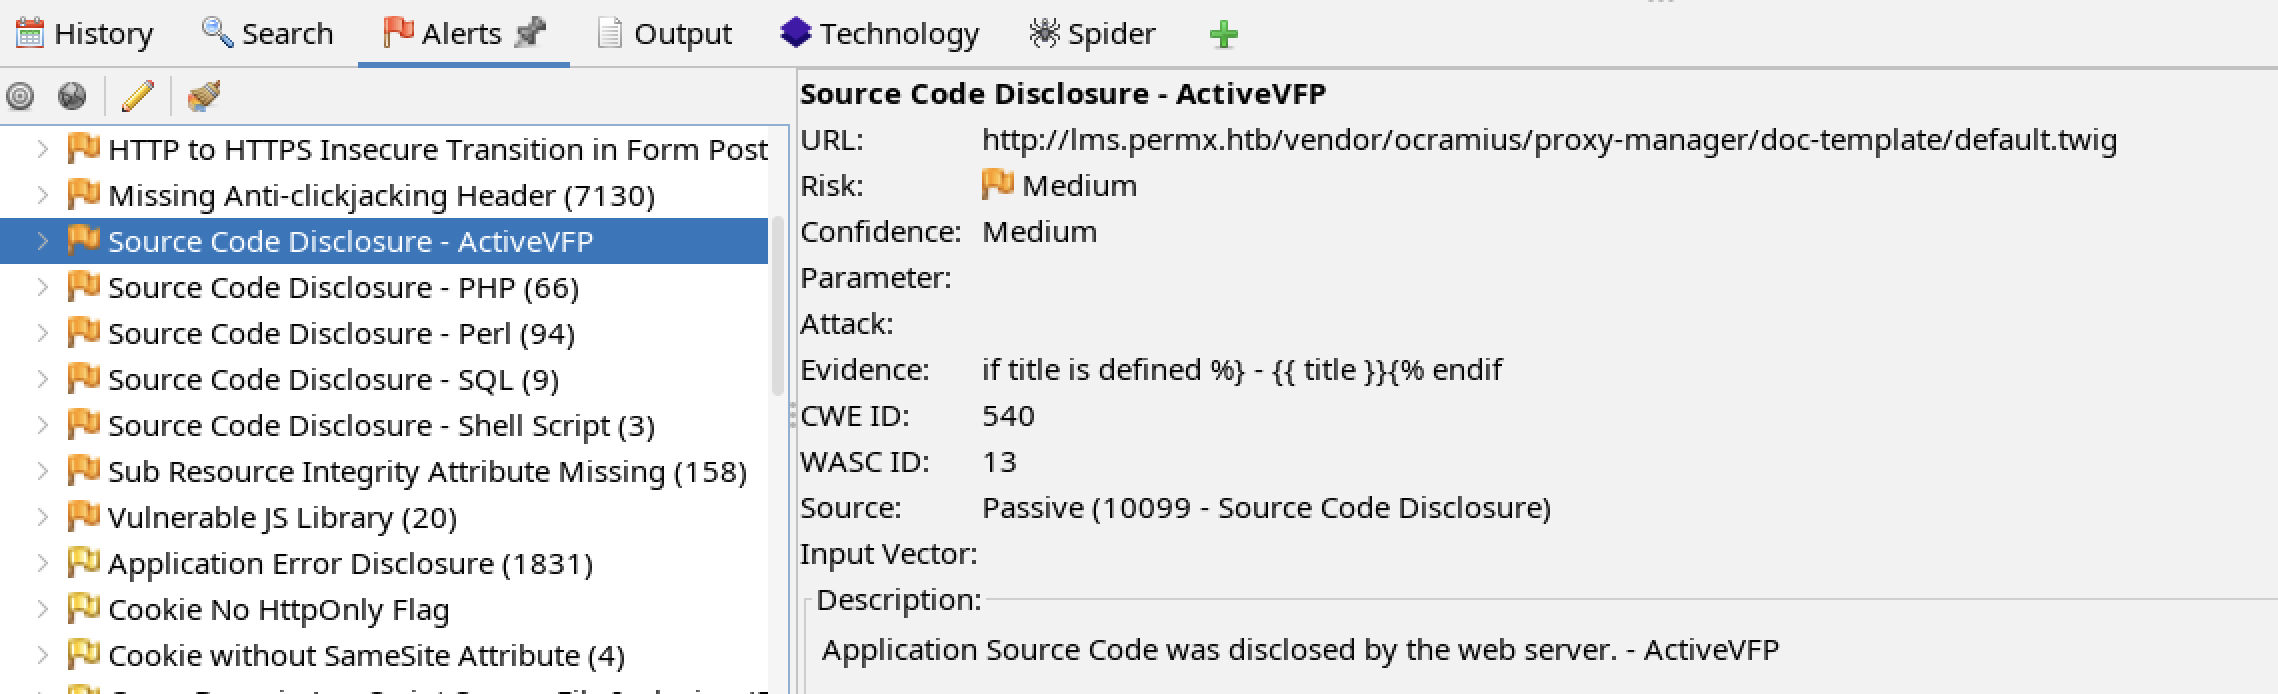 History Search Alerts Output Technology Spider
HTTP to HTTPS Insecure Transition in Form Post
Missing Anti-clickjacking Header (7130)
Source Code Disclosure - ActiveVFP
Source Code Disclosure - PHP (66)
Source Code Disclosure - Perl (94)
Source Code Disclosure - SQL (9)
Source Code Disclosure - Shell Script (3)
Sub Resource Integrity Attribute Missing (158)
Vulnerable JS Library (20)
Application Error Disclosure (1831)
Cookie No HttpOnly Flag
Cookie without SameSite Attribute (4)
Source Code Disclosure - ActiveVFP
URL: http://lms.permx.htb/vendor/ocramius/proxy-manager/doc-template/default.twig
Risk: Medium
Confidence: Medium
Parameter:
Attack:
Evidence: if title is defined %} - {{ title }}{% endif
CWE ID: 540
WASC ID: 13
Source: Passive (10099 - Source Code Disclosure)
Input Vector:
Description:
Application Source Code was disclosed by the web server. - ActiveVFP